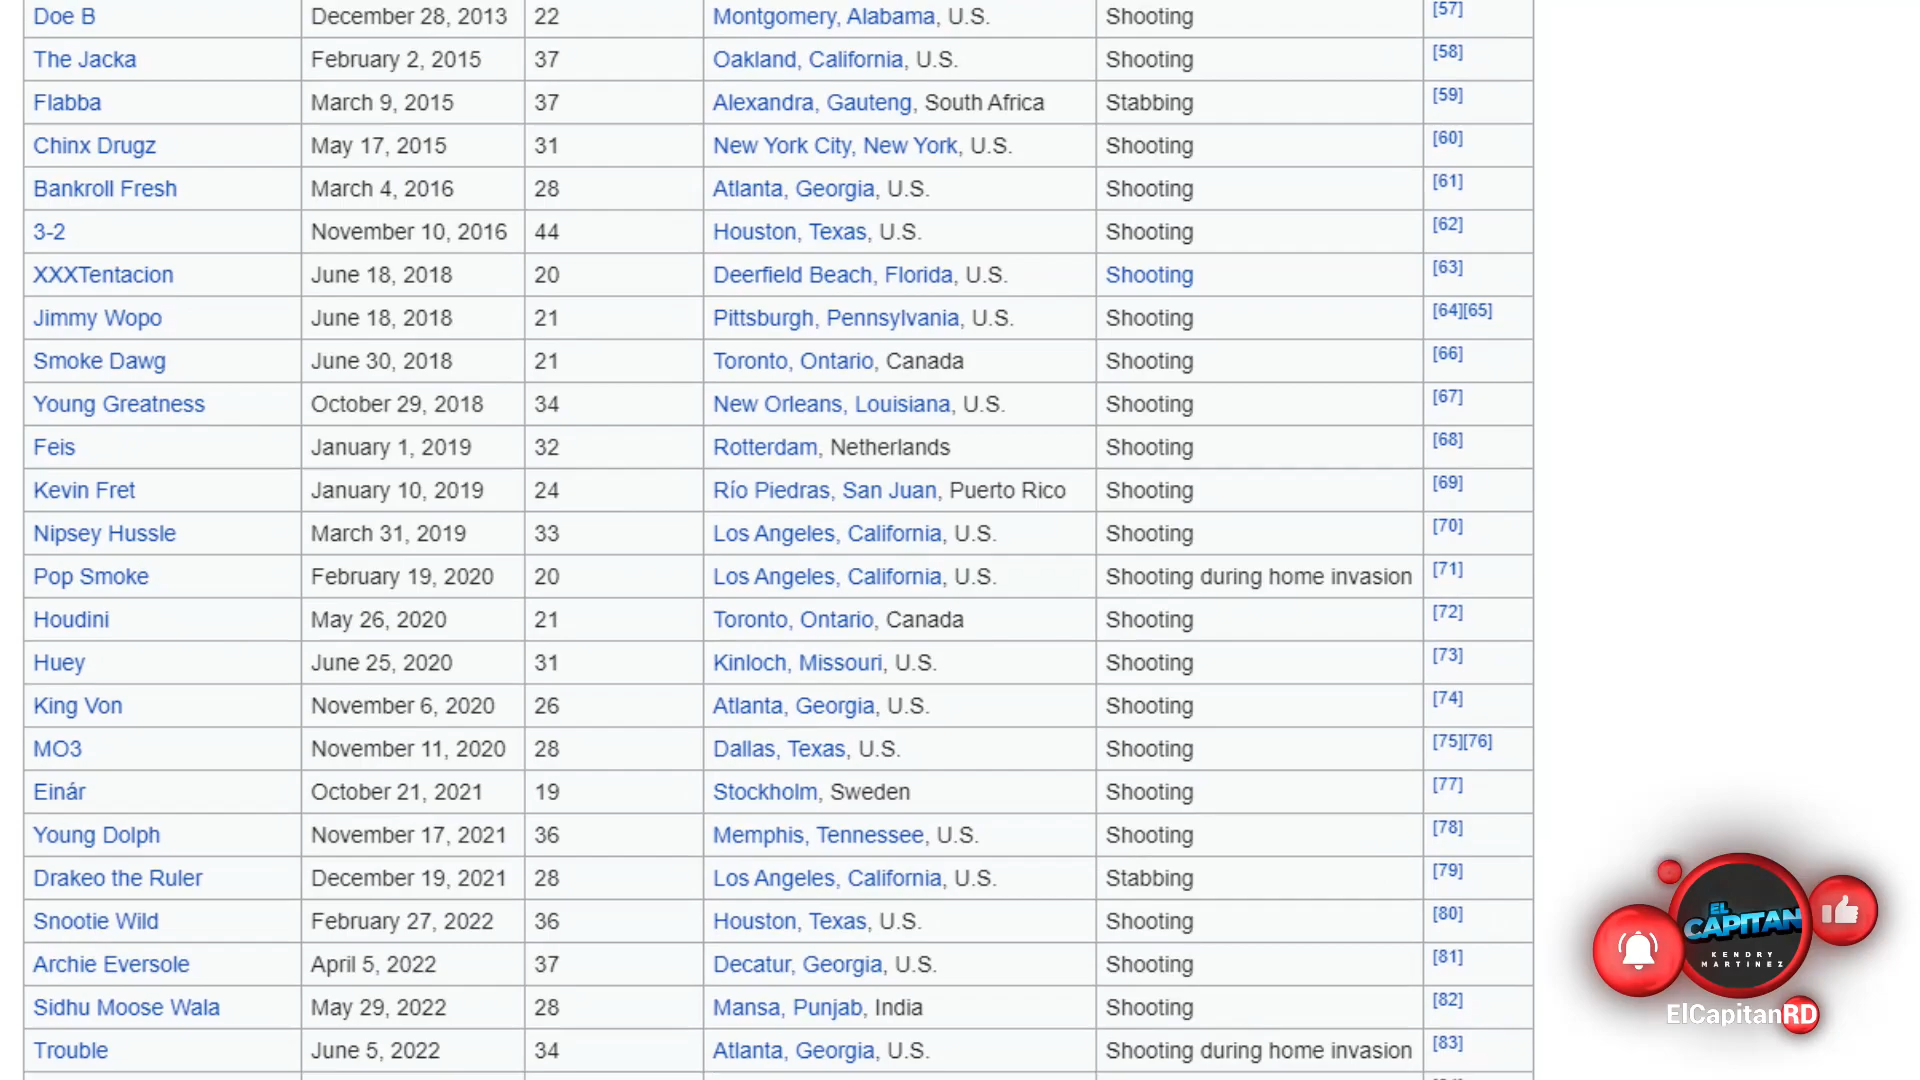 Doe B December 28, 2013 22 Montgomery, Alabama, U.S. Shooting [57]
The Jacka February 2, 2015 37 Oakland, California, U.S. Shooting [58]
Flabba March 9, 2015 37 Alexandra, Gauteng, South Africa Stabbing [59]
Chinx Drugz May 17, 2015 31 New York City, New York, U.S. Shooting [60]
Bankroll Fresh March 4, 2016 28 Atlanta, Georgia, U.S. Shooting [61]
3-2 November 10, 2016 44 Houston, Texas, U.S. Shooting [62]
XXXTentacion June 18, 2018 20 Deerfield Beach, Florida, U.S. Shooting [63]
Jimmy Wopo June 18, 2018 21 Pittsburgh, Pennsylvania, U.S. Shooting [64][65]
Smoke Dawg June 30, 2018 21 Toronto, Ontario, Canada Shooting [66]
Young Greatness October 29, 2018 34 New Orleans, Louisiana, U.S. Shooting [67]
Feis January 1, 2019 32 Rotterdam, Netherlands Shooting [68]
Kevin Fret January 10, 2019 24 Río Piedras, San Juan, Puerto Rico Shooting [69]
Nipsey Hussle March 31, 2019 33 Los Angeles, California, U.S. Shooting [70]
Pop Smoke February 19, 2020 20 Los Angeles, California, U.S. Shooting during home invasion [71]
Houdini May 26, 2020 21 Toronto, Ontario, Canada Shooting [72]
Huey June 25, 2020 31 Kinloch, Missouri, U.S. Shooting [73]
King Von November 6, 2020 26 Atlanta, Georgia, U.S. Shooting [74]
MO3 November 11, 2020 28 Dallas, Texas, U.S. Shooting [75][76]
Einár October 21, 2021 19 Stockholm, Sweden Shooting [77]
Young Dolph November 17, 2021 36 Memphis, Tennessee, U.S. Shooting [78]
Drakeo the Ruler December 19, 2021 28 Los Angeles, California, U.S. Stabbing [79]
Snootie Wild February 27, 2022 36 Houston, Texas, U.S. Shooting [80]
Archie Eversole April 5, 2022 37 Decatur, Georgia, U.S. Shooting [81]
Sidhu Moose Wala May 29, 2022 28 Mansa, Punjab, India Shooting [82]
Trouble June 5, 2022 34 Atlanta, Georgia, U.S. Shooting during home invasion [83]
EL
CAPITAN
KENDRY
MARTINEZ
ElCapitanRD